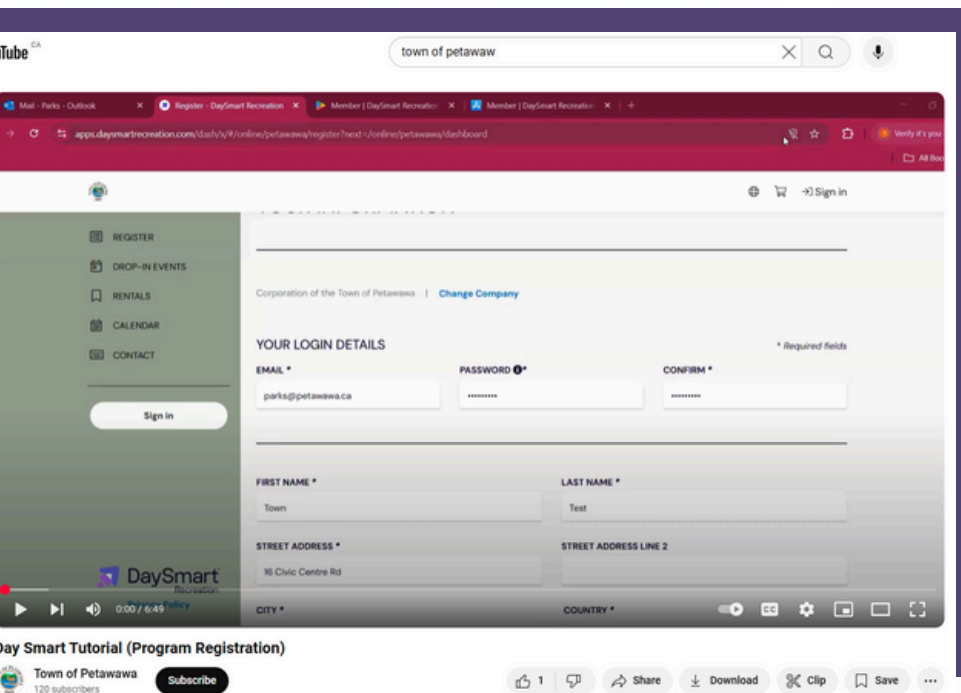 Tube CA
town of petawaw
Mail - Parks - Outlook
Register - DaySmart Recreation
Member | DaySmart Recreation
Member | DaySmart Recreation
apps.daysmartrecreation.com/dash/x/#/online/petawawa/register?next=/online/petawawa/dashboard
Verify it's you
All Boo
Sign in
REGISTER
DROP-IN EVENTS
RENTALS
CALENDAR
CONTACT
Sign in
Corporation of the Town of Petawawa | Change Company
YOUR LOGIN DETAILS
* Required fields
EMAIL * PASSWORD * CONFIRM *
parks@petawawa.ca
FIRST NAME * LAST NAME *
Town Test
STREET ADDRESS * STREET ADDRESS LINE 2
16 Civic Centre Rd
CITY * COUNTRY *
DaySmart
Recreation
Privacy Policy
0:00 / 6:49
CC
Day Smart Tutorial (Program Registration)
Town of Petawawa
120 subscribers
Subscribe
1
Share
Download
Clip
Save